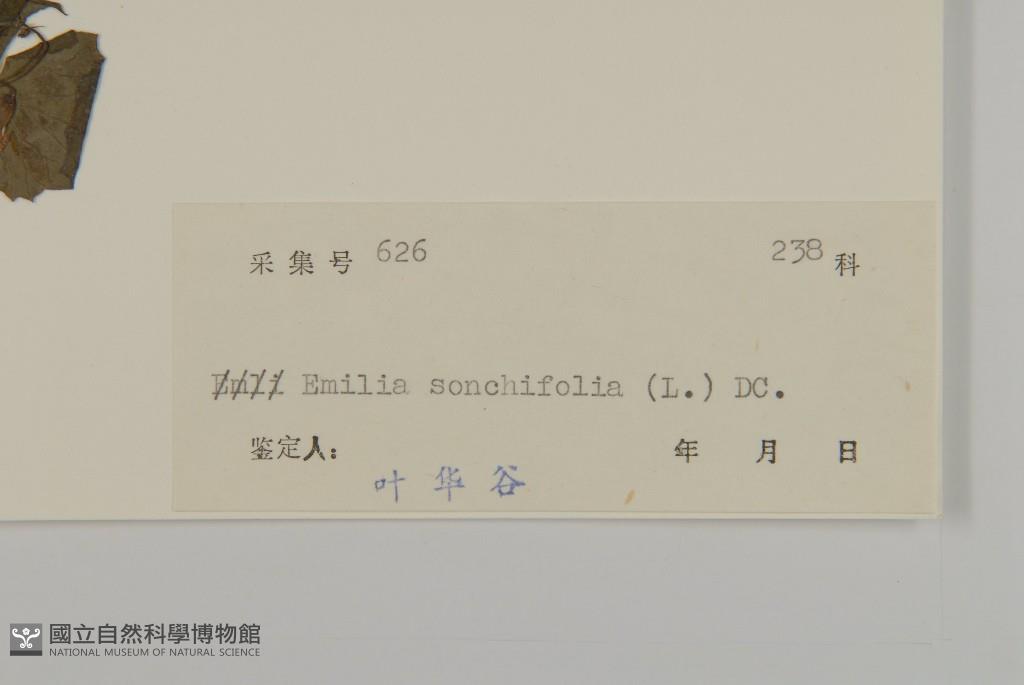 采集号 626 238 科
Emli Emilia sonchifolia (L.) DC.
鉴定人: 年 月 日
叶华谷
國立自然科學博物館
NATIONAL MUSEUM OF NATURAL SCIENCE